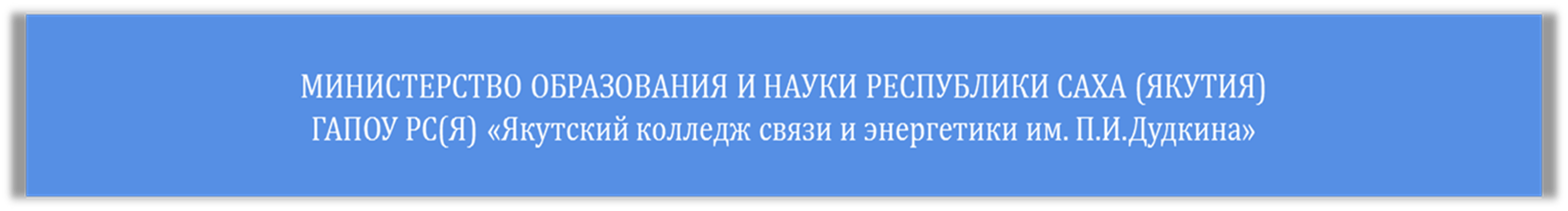 МИНИСТЕРСТВО ОБРАЗОВАНИЯ И НАУКИ РЕСПУБЛИКИ САХА (ЯКУТИЯ)
ГАПОУ РС(Я) «Якутский колледж связи и энергетики им. П.И.Дудкина»